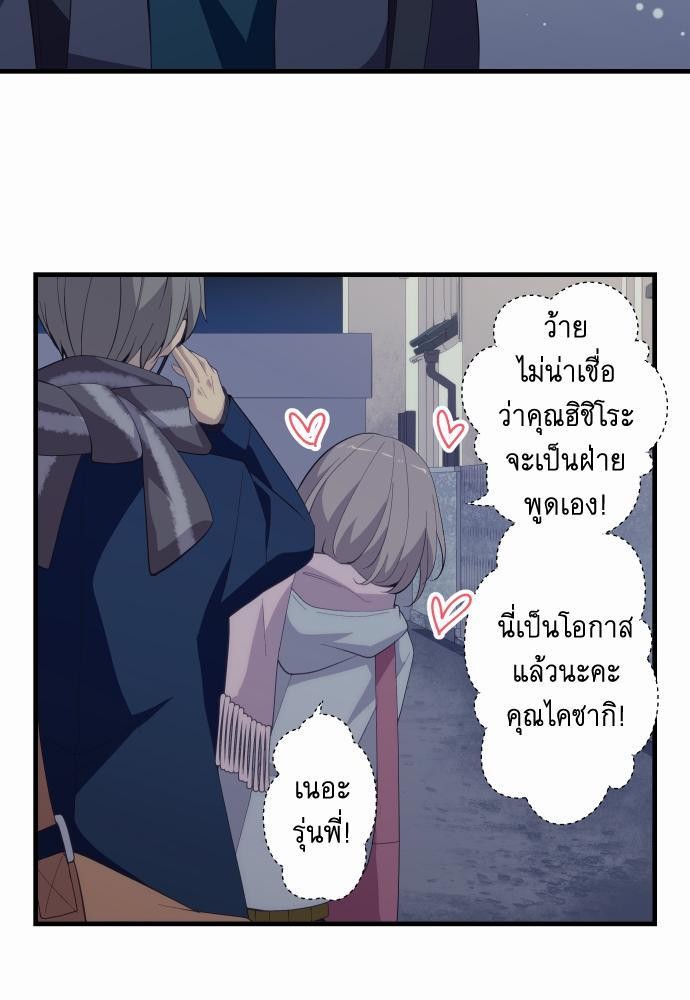 ว้าย
ไม่น่าเชื่อ
ว่าคุณฮิชิโระ
จะเป็นฝ่าย
พูดเอง!
นี่เป็นโอกาส
แล้วนะคะ
คุณไคซากิ!
เนอะ
รุ่นพี่!